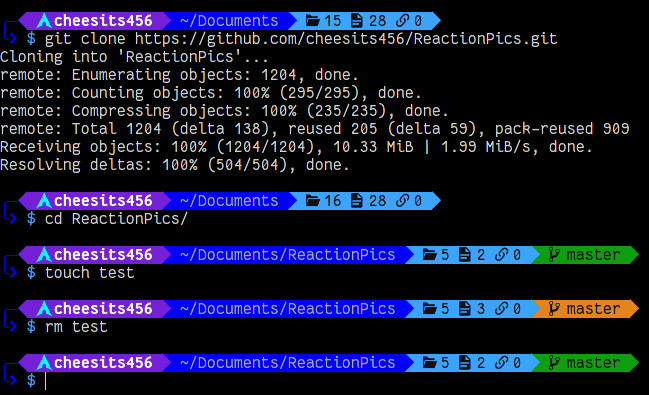 cheesits456 ~/Documents 15 28 0
$ git clone https://github.com/cheesits456/ReactionPics.git
Cloning into 'ReactionPics'...
remote: Enumerating objects: 1204, done.
remote: Counting objects: 100% (295/295), done.
remote: Compressing objects: 100% (235/235), done.
remote: Total 1204 (delta 138), reused 205 (delta 59), pack-reused 909
Receiving objects: 100% (1204/1204), 10.33 MiB | 1.99 MiB/s, done.
Resolving deltas: 100% (504/504), done.
cheesits456 ~/Documents 16 28 0
$ cd ReactionPics/
cheesits456 ~/Documents/ReactionPics 5 2 0 master
$ touch test
cheesits456 ~/Documents/ReactionPics 5 3 0 master
$ rm test
cheesits456 ~/Documents/ReactionPics 5 2 0 master
$